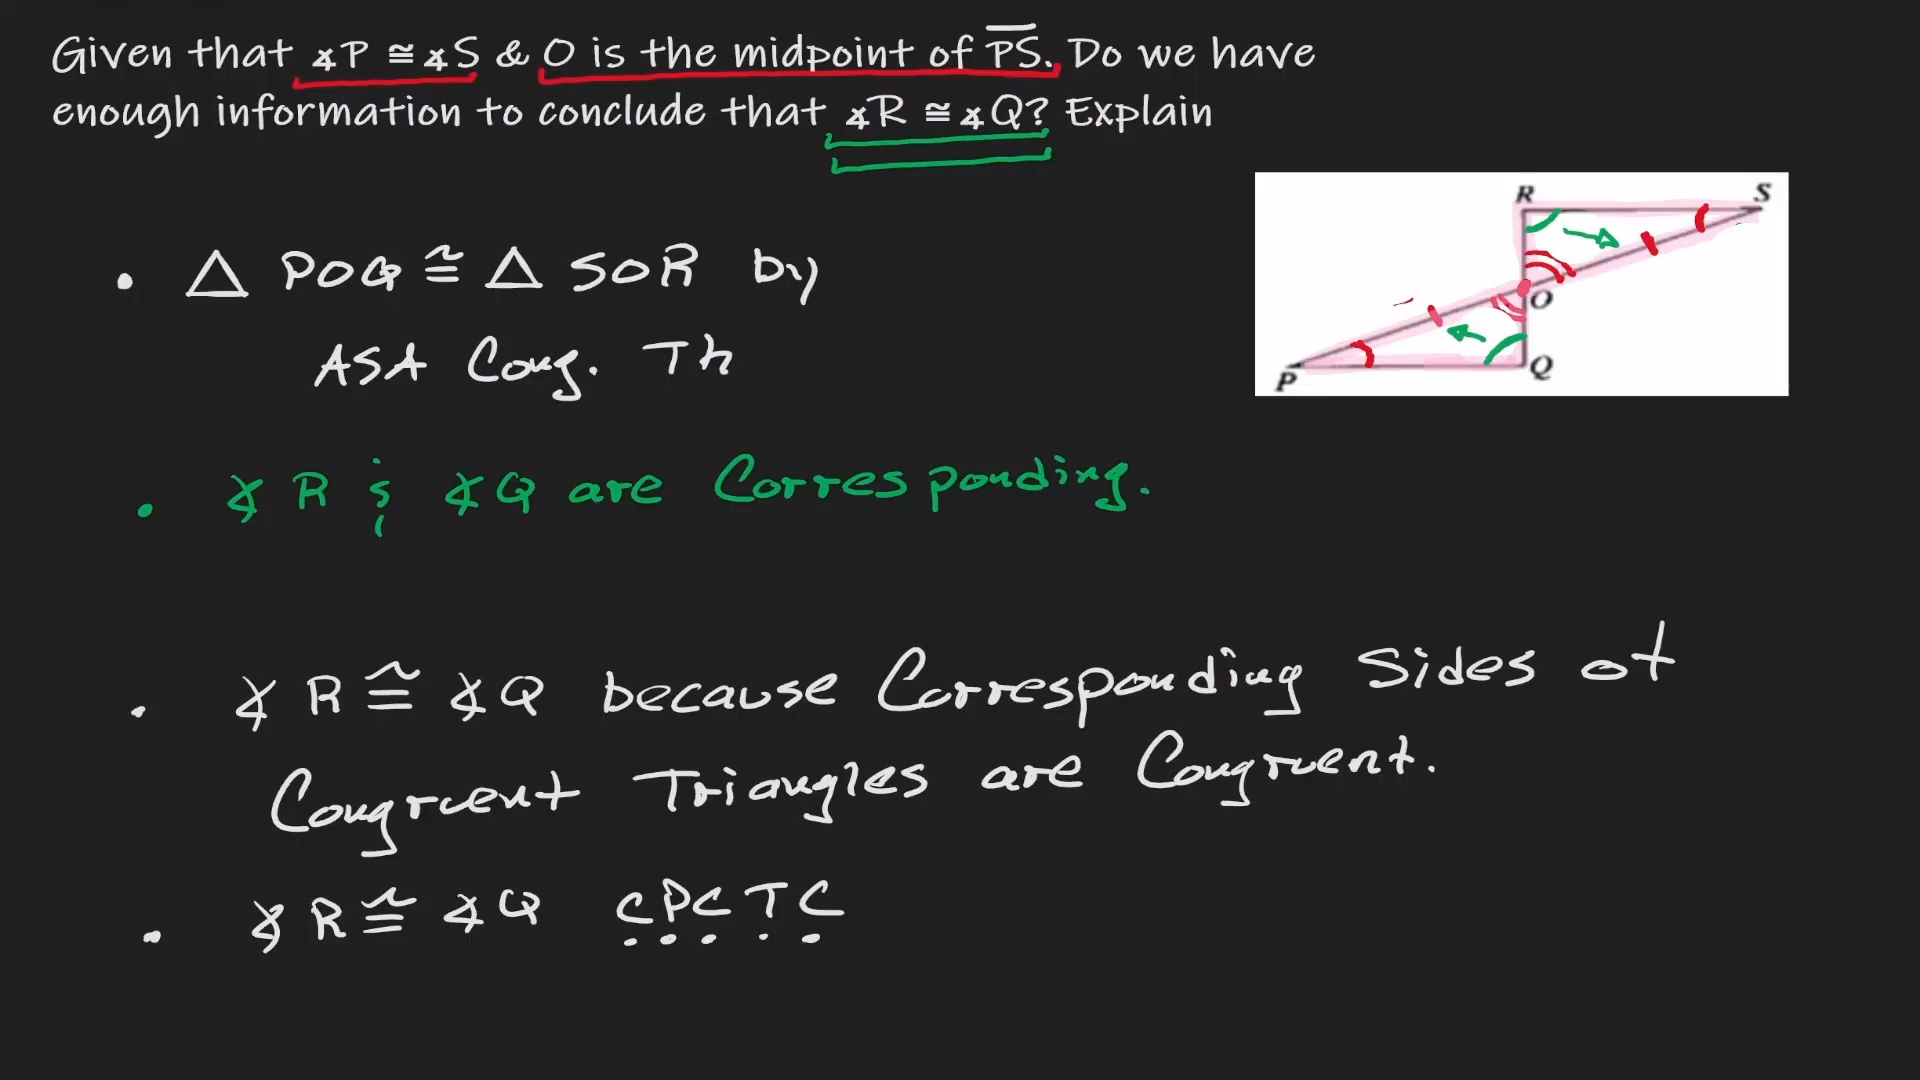 Given that ∡P ≅ ∡S & O is the midpoint of PS. Do we have
enough information to conclude that ∡R ≅ ∡Q? Explain
R S
O
P Q
• △ POQ ≅ △ SOR by
ASA Cong. Th
• ∡ R & ∡ Q are Corresponding.
• ∡ R ≅ ∡ Q because Corresponding Sides of
Congruent Triangles are Congruent.
• ∡ R ≅ ∡ Q C.P.C.T.C.